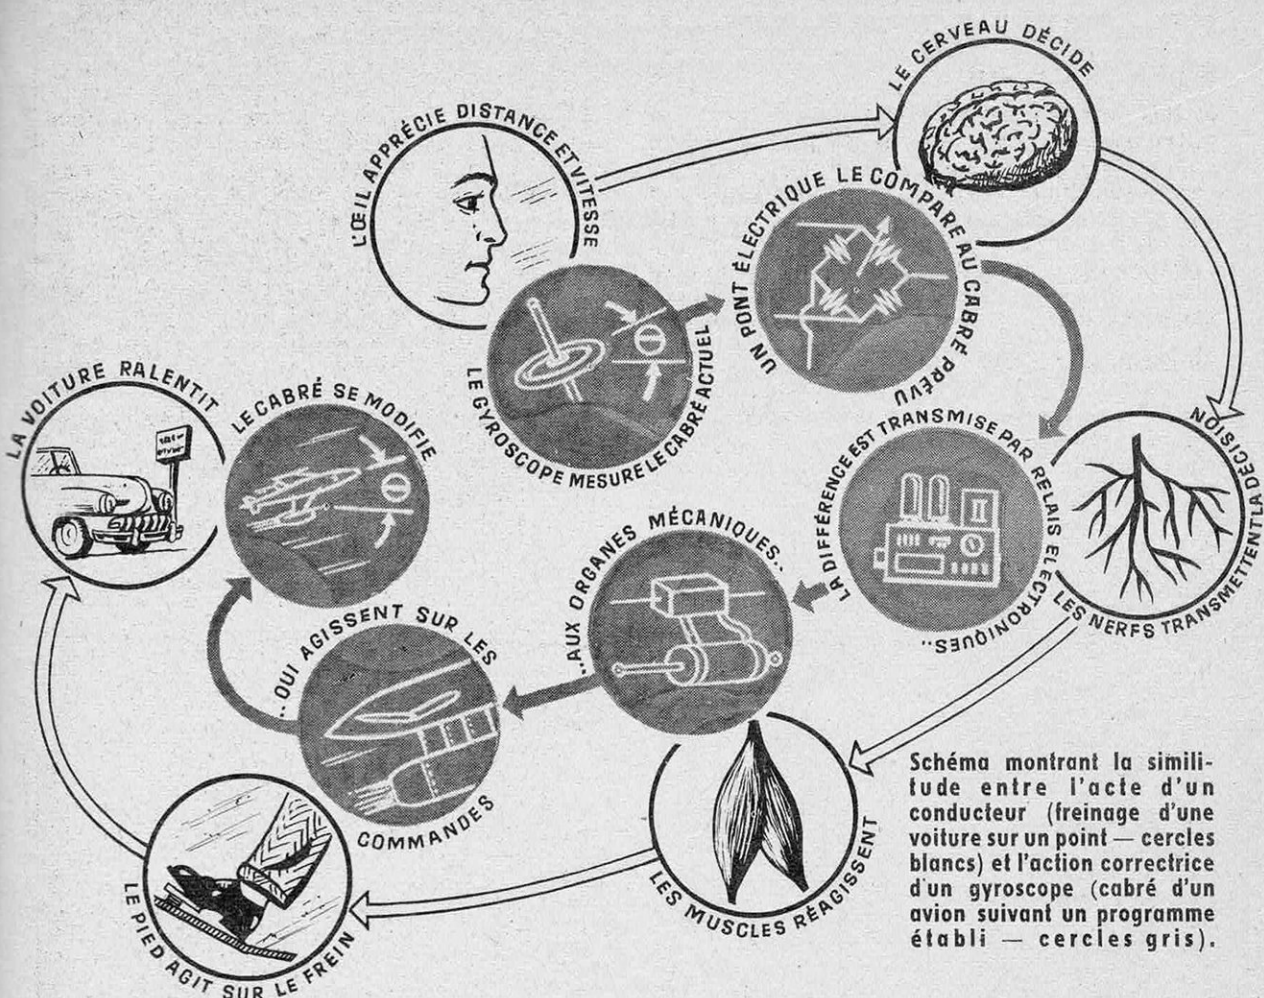 L'ŒIL APPRÉCIE DISTANCE ET VITESSE
LE CERVEAU DÉCIDE
LES NERFS TRANSMETTENT LA DÉCISION
LES MUSCLES RÉAGISSENT
LE PIED AGIT SUR LE FREIN
LA VOITURE RALENTIT
LE GYROSCOPE MESURE LE CABRÉ ACTUEL
UN PONT ÉLECTRIQUE LE COMPARE AU CABRÉ PRÉVU
LA DIFFÉRENCE EST TRANSMISE PAR RELAIS ELECTRONIQUES..
..AUX ORGANES MÉCANIQUES..
..QUI AGISSENT SUR LES
COMMANDES
LE CABRÉ SE MODIFIE
θ
θ
Schéma montrant la simili-
tude entre l'acte d'un
conducteur (freinage d'une
voiture sur un point — cercles
blancs) et l'action correctrice
d'un gyroscope (cabré d'un
avion suivant un programme
établi — cercles gris).